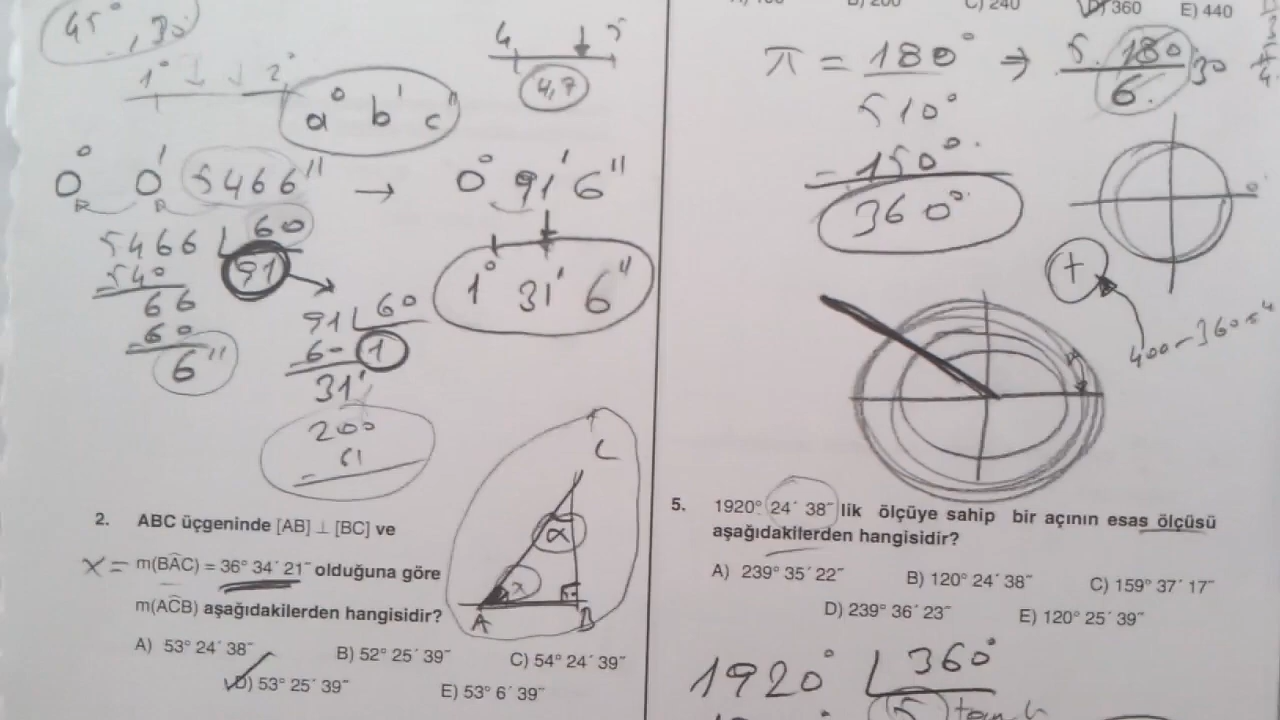 45°, 30
4 5
1° 2°
4,7
a° b' c"
0° 0' 5466" → 0° 91' 6"
5466 60
540 91
66
60
6"
91 60
60 1
31'
1° 31' 6"
200
- 61
C
α
x
A B
2. ABC üçgeninde [AB] ⊥ [BC] ve
x = m(BAC) = 36° 34´ 21˝ olduğuna göre
m(ACB) aşağıdakilerden hangisidir?
A) 53° 24´ 38˝ B) 52° 25´ 39˝ C) 54° 24´ 39˝
D) 53° 25´ 39˝ E) 53° 6´ 39˝
B) 200 C) 240 D) 360 E) 440
π = 180° → 5. 180 30
6.
510°
- 150°
360°
+
400-360
5. 1920° 24´ 38˝ lik ölçüye sahip bir açının esas ölçüsü
aşağıdakilerden hangisidir?
A) 239° 35´ 22˝ B) 120° 24´ 38˝ C) 159° 37´ 17˝
D) 239° 36´ 23˝ E) 120° 25´ 39˝
1920° 360°
5